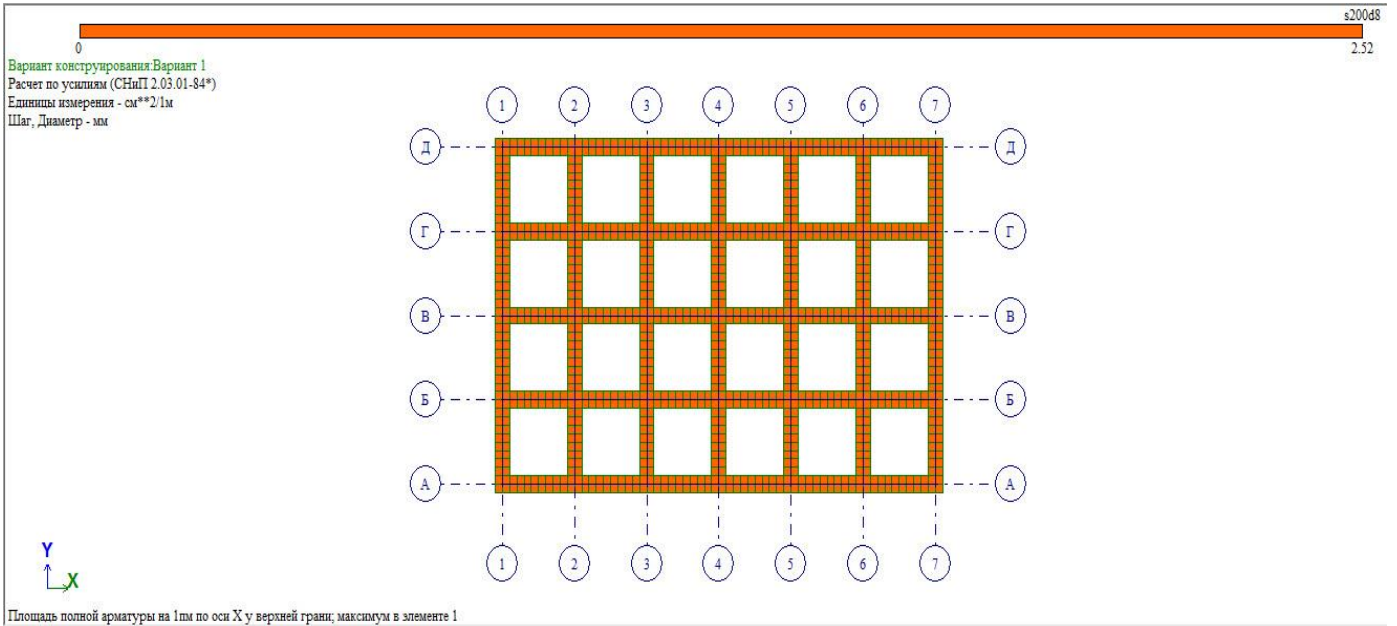 s200d8
0 2.52
Вариант конструирования:Вариант 1
Расчет по усилиям (СНиП 2.03.01-84*)
Единицы измерения - см**2/1м
Шаг, Диаметр - мм
1 2 3 4 5 6 7
Д Д
Г Г
В В
Б Б
А А
1 2 3 4 5 6 7
Y
X
Площадь полной арматуры на 1пм по оси X у верхней грани; максимум в элементе 1